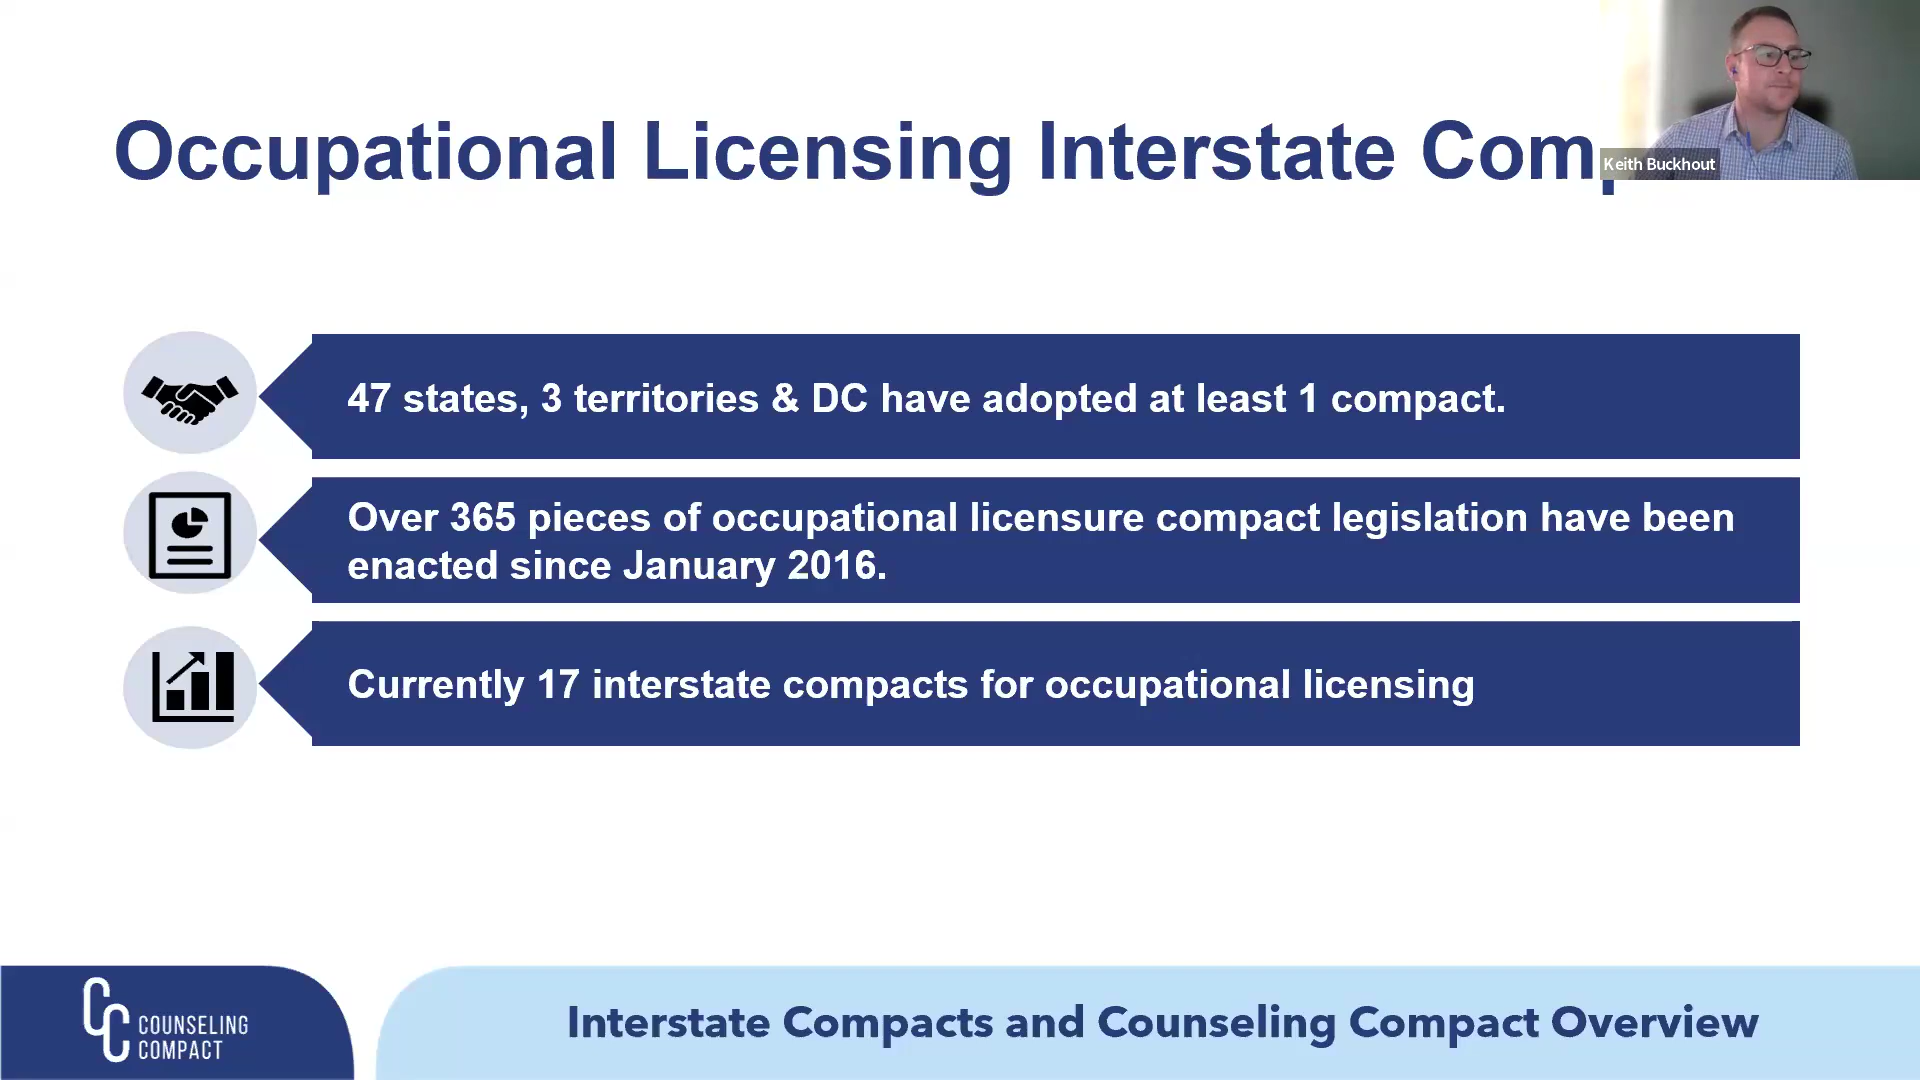 Occupational Licensing Interstate Comp
Keith Buckhout
47 states, 3 territories & DC have adopted at least 1 compact.
Over 365 pieces of occupational licensure compact legislation have been
enacted since January 2016.
Currently 17 interstate compacts for occupational licensing
CC COUNSELING
COMPACT
Interstate Compacts and Counseling Compact Overview